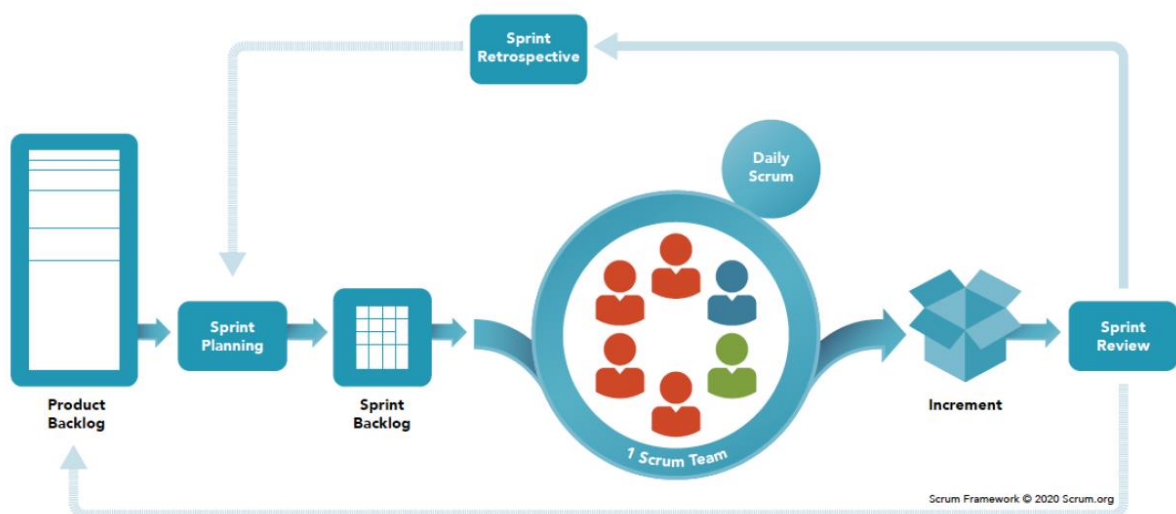 Sprint
Retrospective
Daily
Scrum
Sprint
Planning
Sprint
Review
Product
Backlog
Sprint
Backlog
Increment
1 Scrum Team
Scrum Framework © 2020 Scrum.org